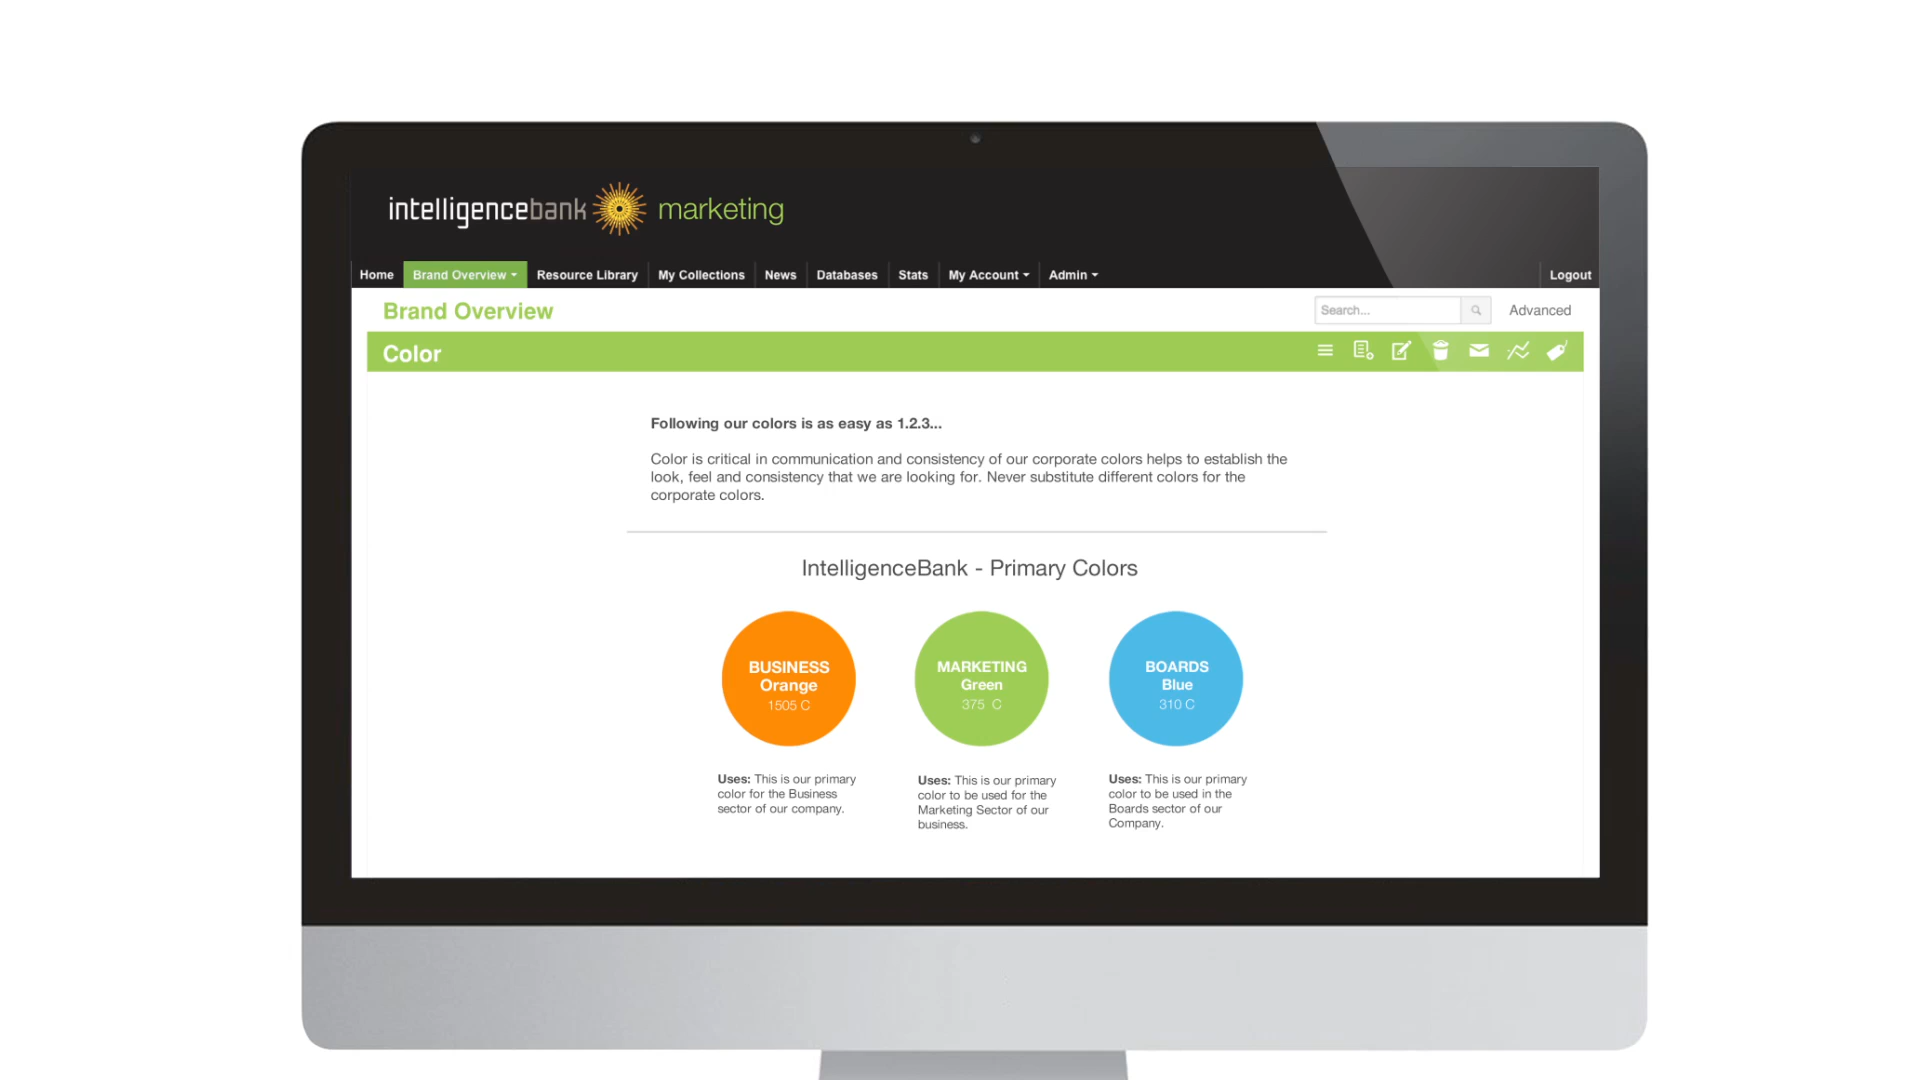 intelligencebank marketing
Home Brand Overview Resource Library My Collections News Databases Stats My Account Admin Logout
Brand Overview
Search... Advanced
Color
Following our colors is as easy as 1.2.3...
Color is critical in communication and consistency of our corporate colors helps to establish the
look, feel and consistency that we are looking for. Never substitute different colors for the
corporate colors.
IntelligenceBank - Primary Colors
BUSINESS
Orange
1505 C
Uses: This is our primary
color for the Business
sector of our company.
MARKETING
Green
375 C
Uses: This is our primary
color to be used for the
Marketing Sector of our
business.
BOARDS
Blue
310 C
Uses: This is our primary
color to be used in the
Boards sector of our
Company.